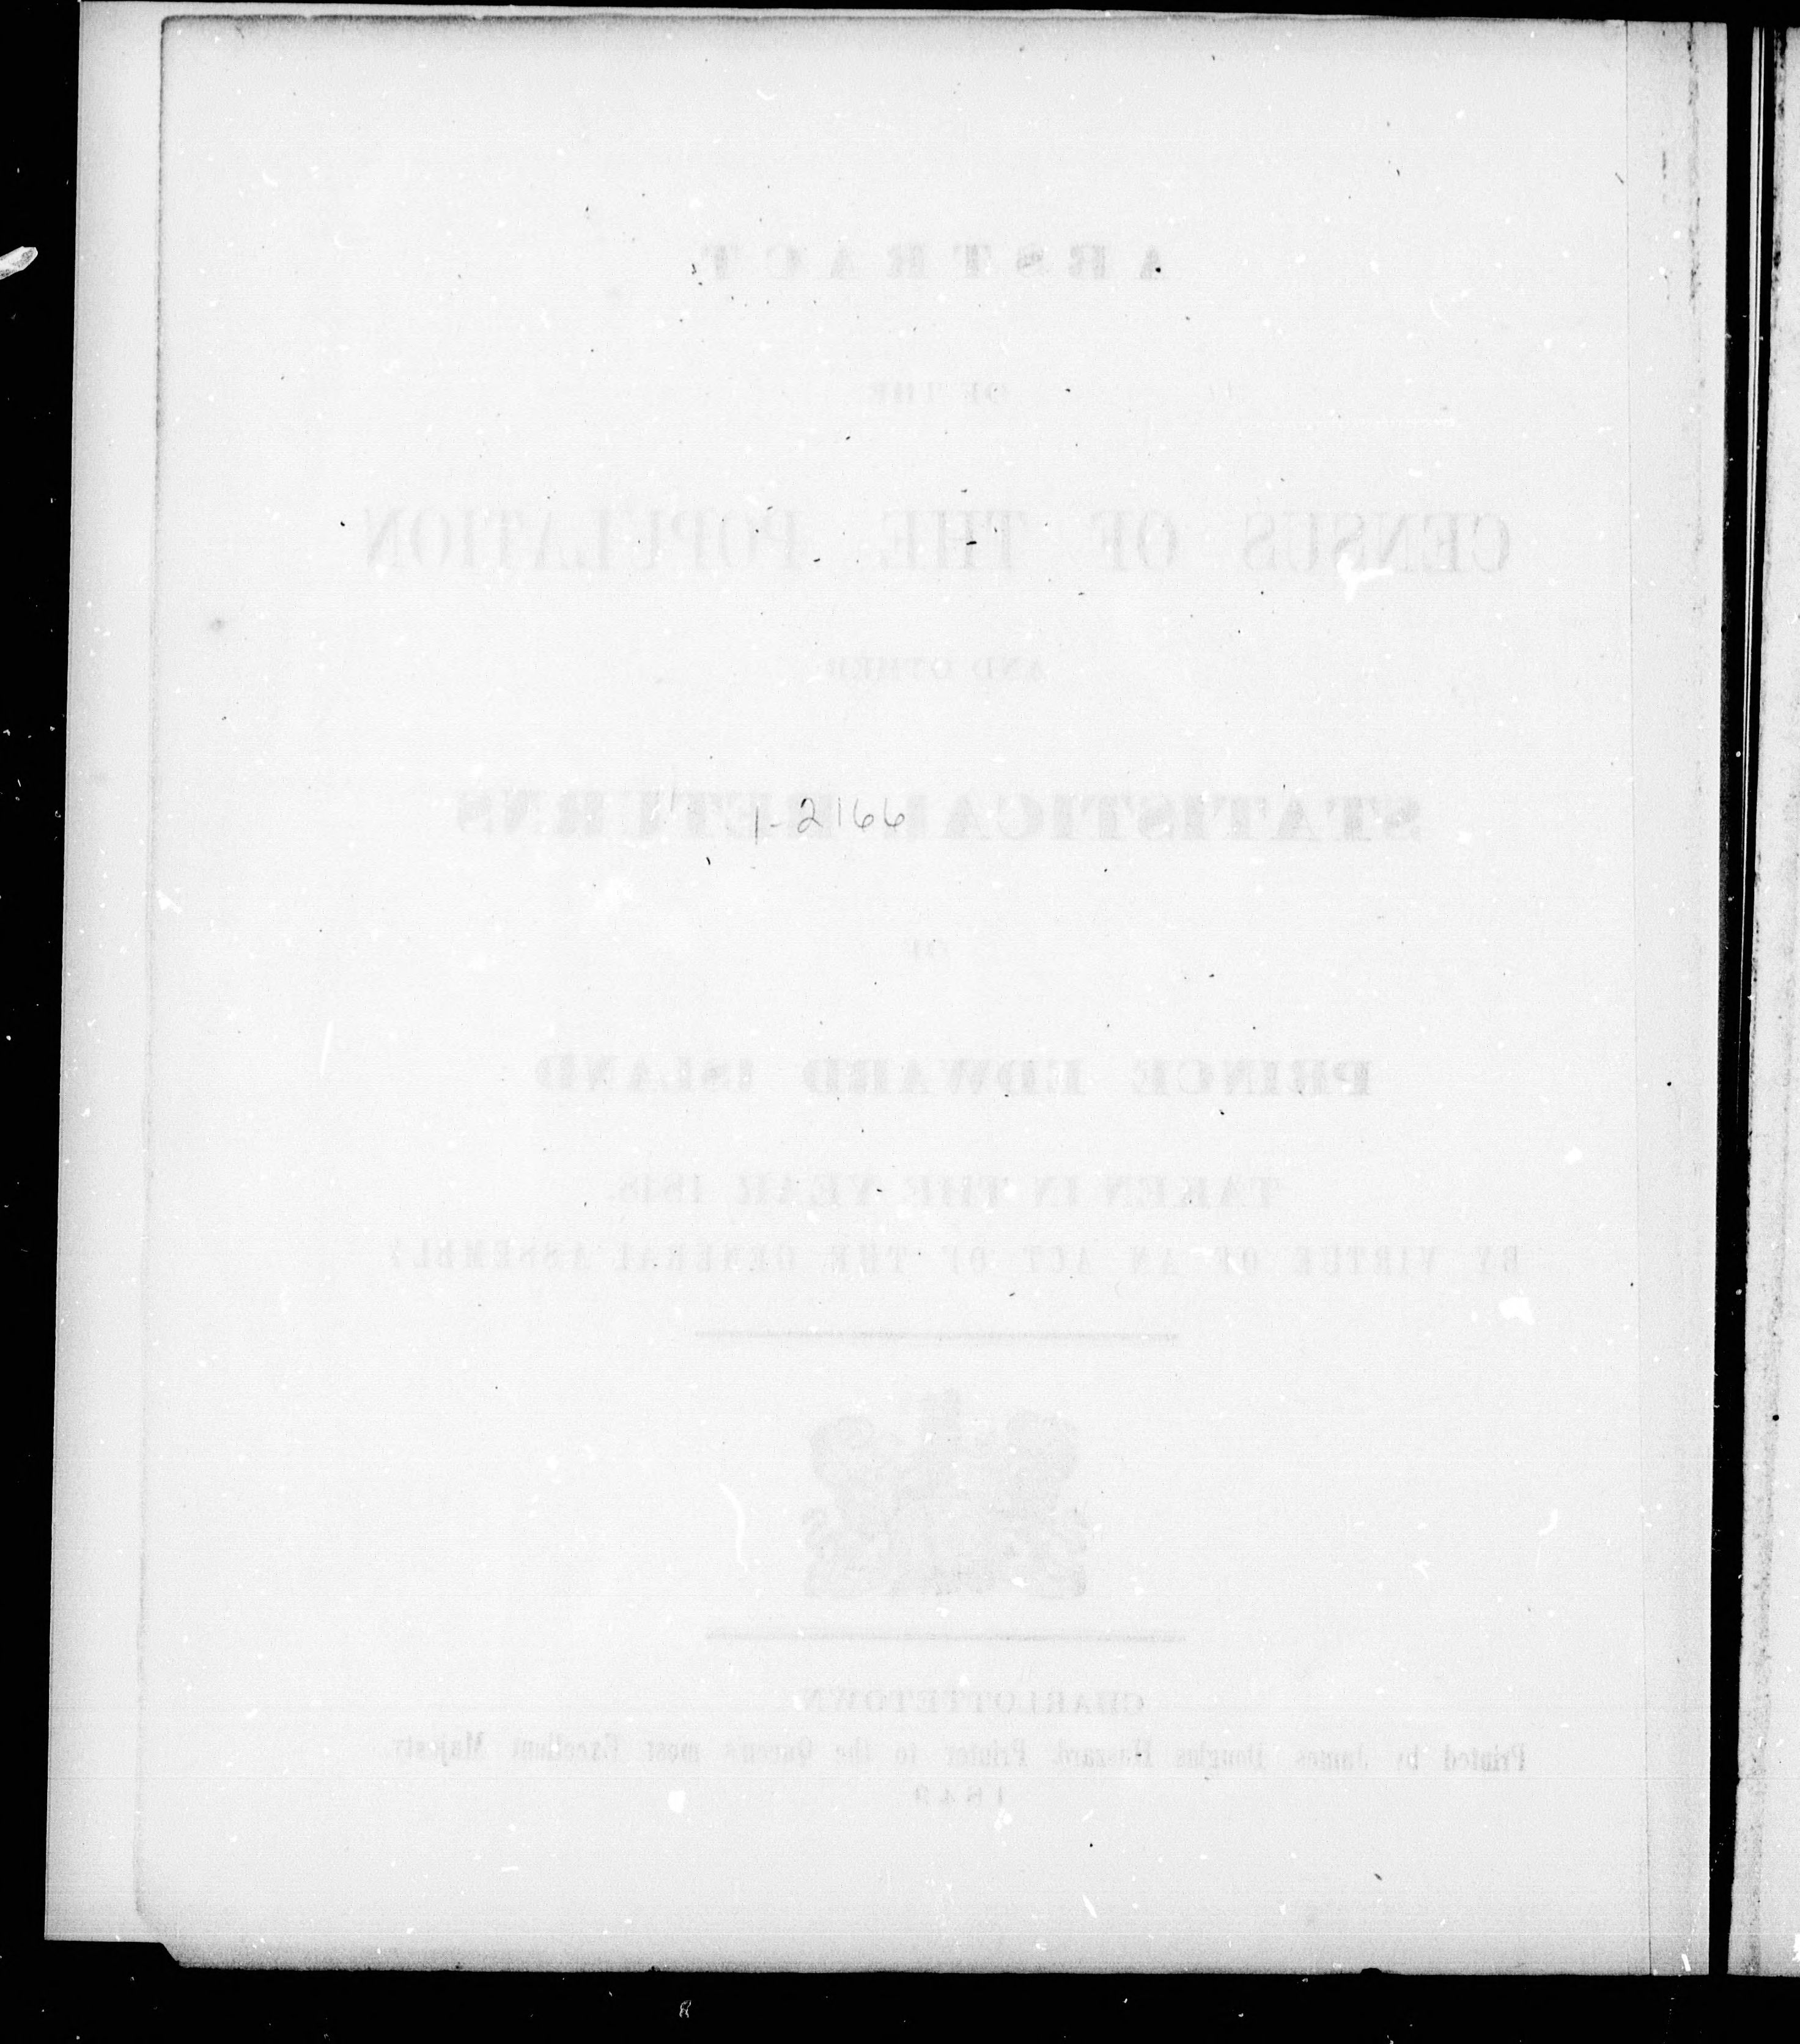 ABSTRACT
OF THE
CENSUS OF THE POPULATION
AND OTHER
STATISTICAL RETURNS
1-2166
OF
PRINCE EDWARD ISLAND
TAKEN IN THE YEAR 1848.
BY VIRTUE OF AN ACT OF THE GENERAL ASSEMBLY
CHARLOTTETOWN
Printed by James Douglas Haszard, Printer to the Queen's most Excellent Majesty.
1849